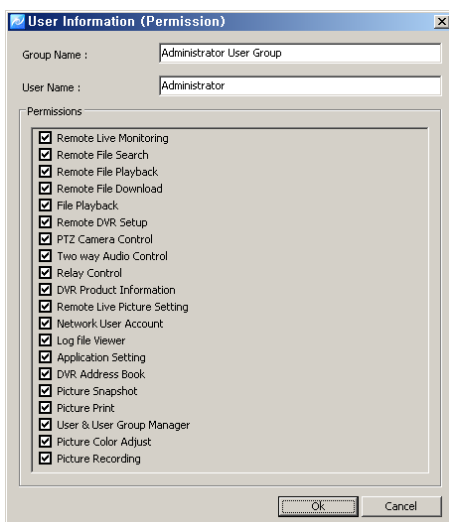 User Information (Permission)
Group Name :
Administrator User Group
User Name :
Administrator
Permissions
Remote Live Monitoring
Remote File Search
Remote File Playback
Remote File Download
File Playback
Remote DVR Setup
PTZ Camera Control
Two way Audio Control
Relay Control
DVR Product Information
Remote Live Picture Setting
Network User Account
Log file Viewer
Application Setting
DVR Address Book
Picture Snapshot
Picture Print
User & User Group Manager
Picture Color Adjust
Picture Recording
Ok
Cancel